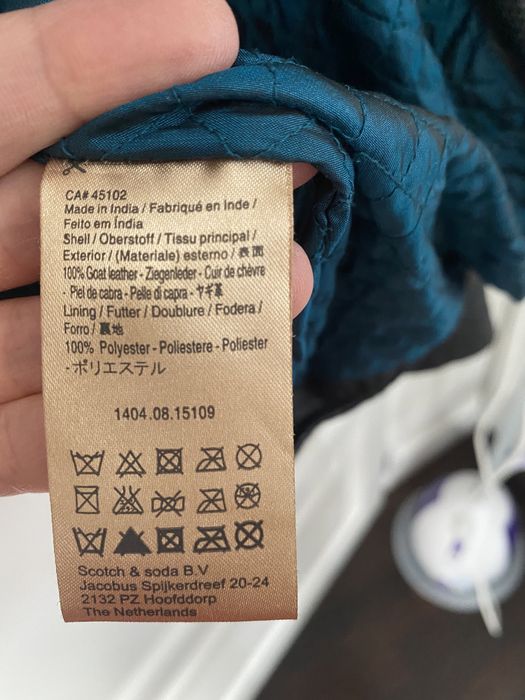 CA# 45102
Made in India / Fabriqué en Inde /
Feito em Índia
Shell / Oberstoff / Tissu principal /
Exterior / (Materiale) esterno / 表面
100% Goat leather - Ziegenleder - Cuir de chèvre
- Piel de cabra - Pelle di capra - ヤギ革
Lining / Futter / Doublure / Fodera /
Forro / 裏地
100% Polyester - Poliestere - Poliester
- ポリエステル
1404.08.15109
Scotch & soda B.V
Jacobus Spijkerdreef 20-24
2132 PZ Hoofddorp
The Netherlands